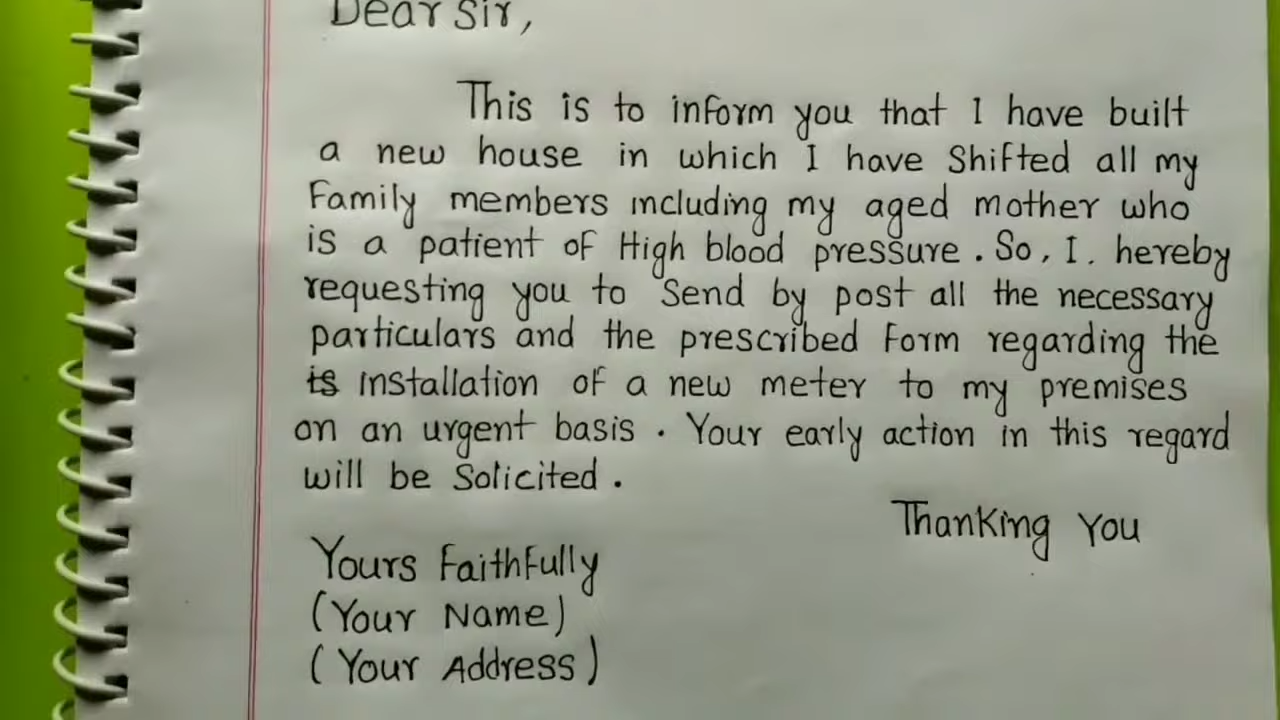 Dear Sir,
This is to inform you that I have built
a new house in which I have Shifted all my
Family members including my aged mother who
is a patient of High blood pressure. So, I. hereby
requesting you to Send by post all the necessary
particulars and the prescribed Form regarding the
is installation of a new meter to my premises
on an urgent basis. Your early action in this regard
will be Solicited.
Thanking You
Yours Faithfully
(Your Name)
(Your Address)